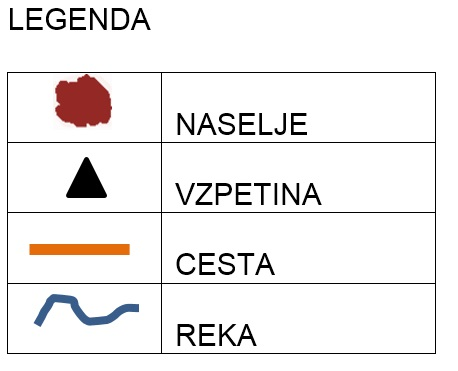 LEGENDA
NASELJE
VZPETINA
CESTA
REKA